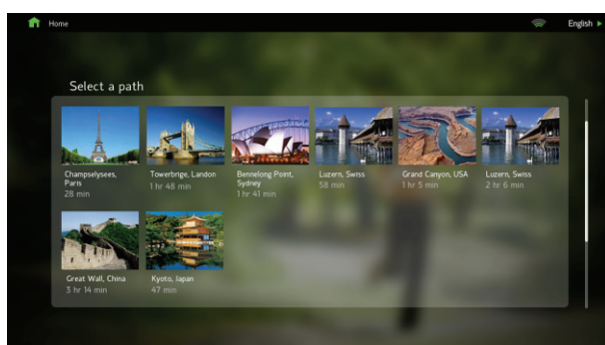 Home
English
Select a path
Champselysees,
Paris
28 min
Towerbrige, Landon
1 hr 48 min
Bennelong Point,
Sydney
1 hr 41 min
Luzern, Swiss
58 min
Grand Canyon, USA
1 hr 5 min
Luzern, Swiss
2 hr 6 min
Great Wall, China
3 hr 14 min
Kyoto, Japan
47 min